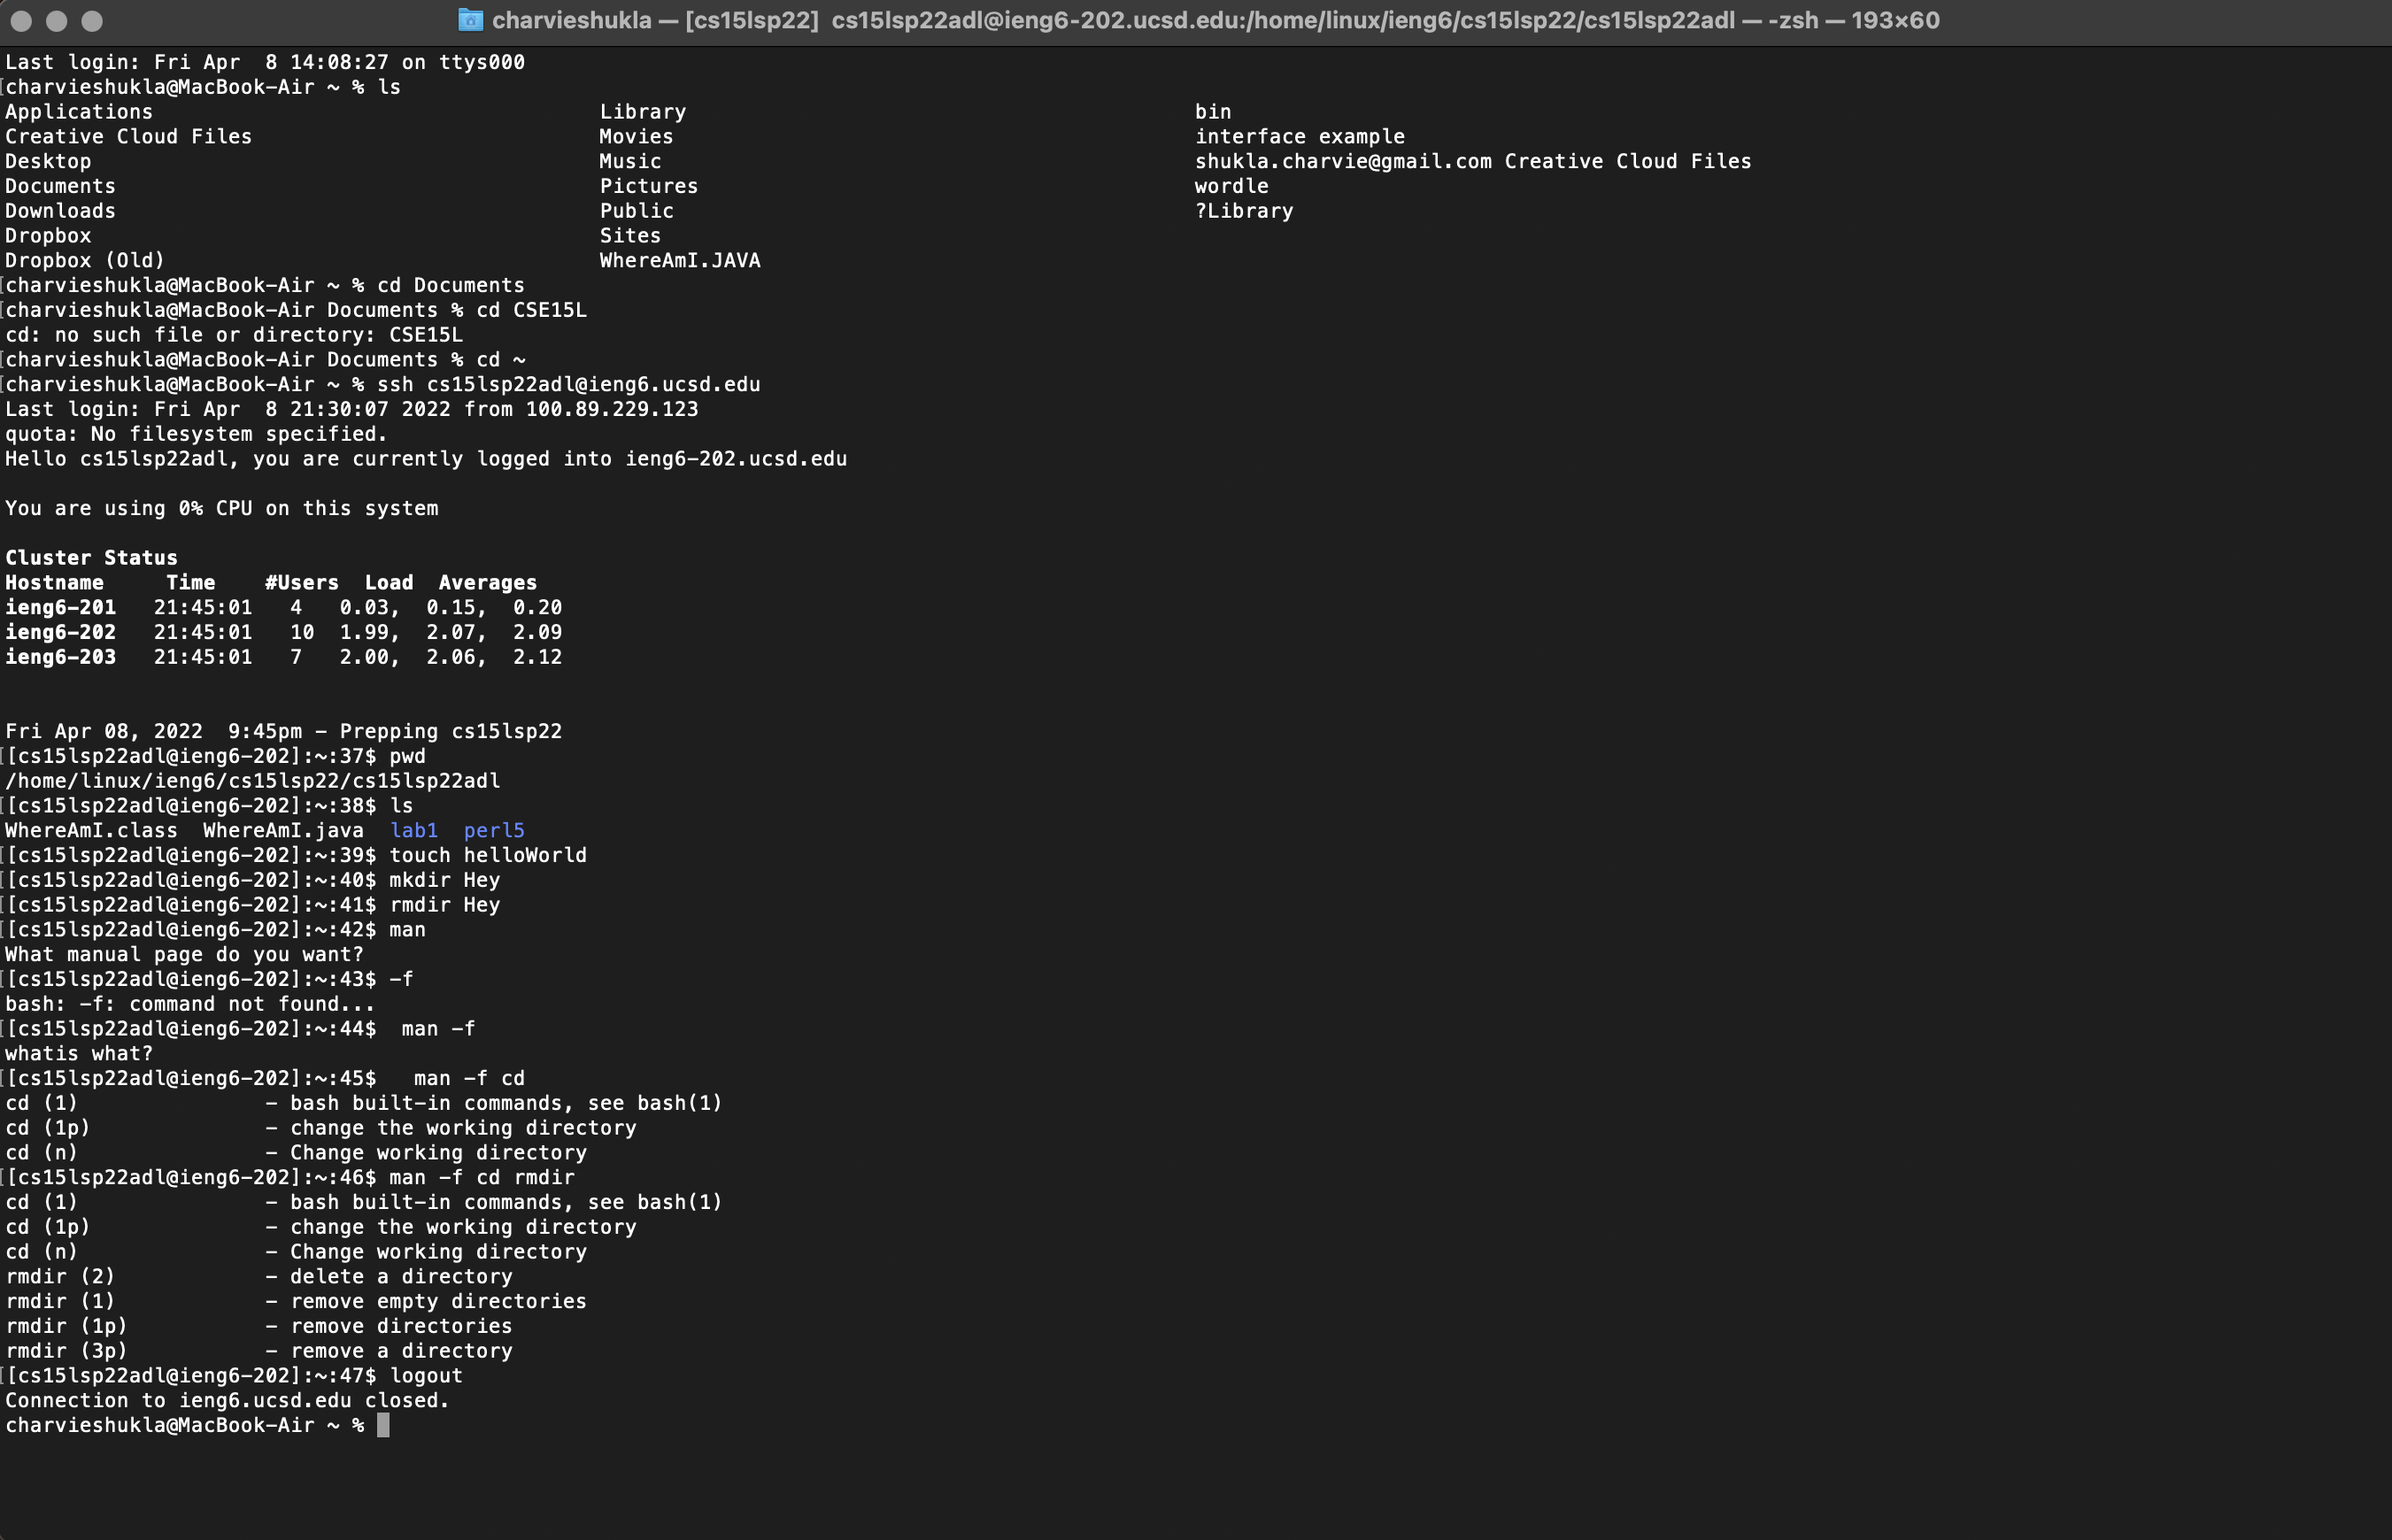 charvieshukla — [cs15lsp22]  cs15lsp22adl@ieng6-202.ucsd.edu:/home/linux/ieng6/cs15lsp22/cs15lsp22adl — -zsh — 193×60
Last login: Fri Apr  8 14:08:27 on ttys000
[charvieshukla@MacBook-Air ~ % ls
Applications                                    Library                                         bin
Creative Cloud Files                            Movies                                          interface example
Desktop                                         Music                                           shukla.charvie@gmail.com Creative Cloud Files
Documents                                       Pictures                                        wordle
Downloads                                       Public                                          ?Library
Dropbox                                         Sites
Dropbox (Old)                                   WhereAmI.JAVA
[charvieshukla@MacBook-Air ~ % cd Documents
[charvieshukla@MacBook-Air Documents % cd CSE15L
cd: no such file or directory: CSE15L
[charvieshukla@MacBook-Air Documents % cd ~
[charvieshukla@MacBook-Air ~ % ssh cs15lsp22adl@ieng6.ucsd.edu
Last login: Fri Apr  8 21:30:07 2022 from 100.89.229.123
quota: No filesystem specified.
Hello cs15lsp22adl, you are currently logged into ieng6-202.ucsd.edu
You are using 0% CPU on this system
Cluster Status
Hostname     Time    #Users  Load  Averages
ieng6-201   21:45:01   4   0.03,  0.15,  0.20
ieng6-202   21:45:01   10  1.99,  2.07,  2.09
ieng6-203   21:45:01   7   2.00,  2.06,  2.12
Fri Apr 08, 2022  9:45pm - Prepping cs15lsp22
[[cs15lsp22adl@ieng6-202]:~:37$ pwd
/home/linux/ieng6/cs15lsp22/cs15lsp22adl
[[cs15lsp22adl@ieng6-202]:~:38$ ls
WhereAmI.class  WhereAmI.java  lab1  perl5
[[cs15lsp22adl@ieng6-202]:~:39$ touch helloWorld
[[cs15lsp22adl@ieng6-202]:~:40$ mkdir Hey
[[cs15lsp22adl@ieng6-202]:~:41$ rmdir Hey
[[cs15lsp22adl@ieng6-202]:~:42$ man
What manual page do you want?
[[cs15lsp22adl@ieng6-202]:~:43$ -f
bash: -f: command not found...
[[cs15lsp22adl@ieng6-202]:~:44$  man -f
whatis what?
[[cs15lsp22adl@ieng6-202]:~:45$   man -f cd
cd (1)               - bash built-in commands, see bash(1)
cd (1p)              - change the working directory
cd (n)               - Change working directory
[[cs15lsp22adl@ieng6-202]:~:46$ man -f cd rmdir
cd (1)               - bash built-in commands, see bash(1)
cd (1p)              - change the working directory
cd (n)               - Change working directory
rmdir (2)            - delete a directory
rmdir (1)            - remove empty directories
rmdir (1p)           - remove directories
rmdir (3p)           - remove a directory
[[cs15lsp22adl@ieng6-202]:~:47$ logout
Connection to ieng6.ucsd.edu closed.
charvieshukla@MacBook-Air ~ %